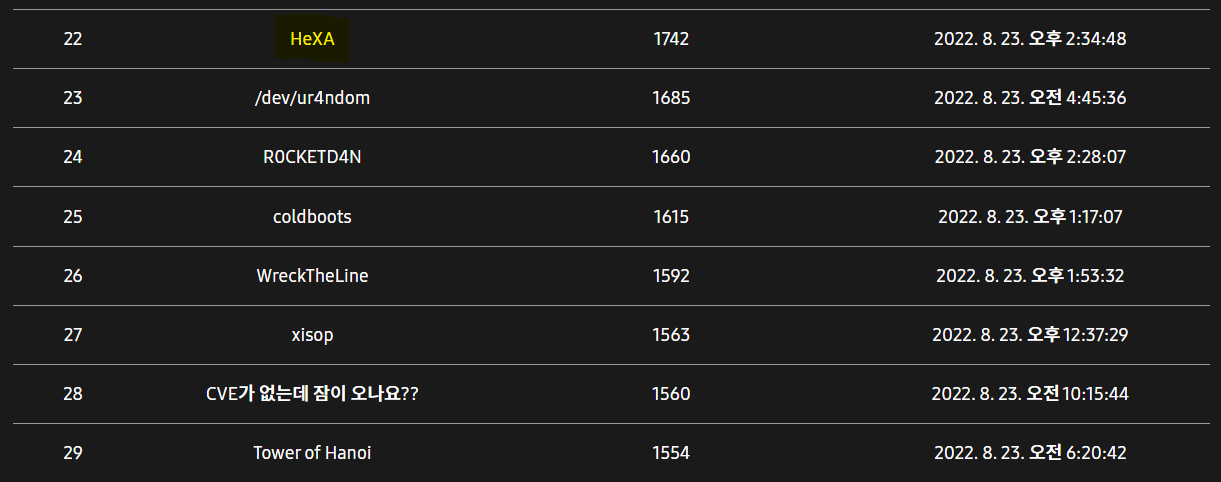 22 HeXA 1742 2022. 8. 23. 오후 2:34:48
23 /dev/ur4ndom 1685 2022. 8. 23. 오전 4:45:36
24 R0CKETD4N 1660 2022. 8. 23. 오후 2:28:07
25 coldboots 1615 2022. 8. 23. 오후 1:17:07
26 WreckTheLine 1592 2022. 8. 23. 오후 1:53:32
27 xisop 1563 2022. 8. 23. 오후 12:37:29
28 CVE가 없는데 잠이 오나요?? 1560 2022. 8. 23. 오전 10:15:44
29 Tower of Hanoi 1554 2022. 8. 23. 오전 6:20:42